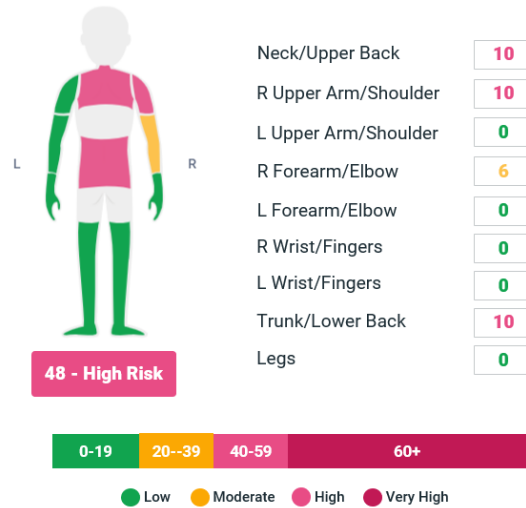 Neck/Upper Back 10
R Upper Arm/Shoulder 10
L Upper Arm/Shoulder 0
L R
R Forearm/Elbow 6
L Forearm/Elbow 0
R Wrist/Fingers 0
L Wrist/Fingers 0
Trunk/Lower Back 10
Legs 0
48 - High Risk
0-19 20--39 40-59 60+
Low Moderate High Very High